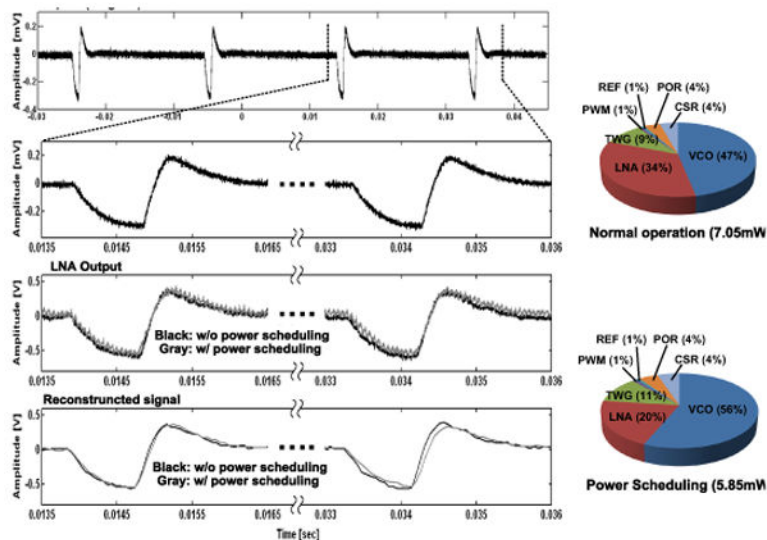 Amplitude [mV]
0.2
0
-0.2
-0.4
-0.03
-0.02
-0.01
0
0.01
0.02
0.03
0.04
Amplitude [mV]
0.2
0
-0.2
0.0135
0.0145
0.0155
0.0165
0.033
0.034
0.035
0.036
LNA Output
Amplitude [V]
0.5
0
-0.5
Black: w/o power scheduling
Gray: w/ power scheduling
0.0135
0.0145
0.0155
0.0165
0.033
0.034
0.035
0.036
Reconstructed signal
Amplitude [V]
0.5
0
-0.5
Black: w/o power scheduling
Gray: w/ power scheduling
0.0135
0.0145
0.0155
0.0165
0.033
0.034
0.035
0.036
Time [sec]
REF (1%)
POR (4%)
PWM (1%)
CSR (4%)
TWG (9%)
VCO (47%)
LNA (34%)
Normal operation (7.05mW
REF (1%)
POR (4%)
PWM (1%)
CSR (4%)
TWG (11%)
VCO (56%)
LNA (20%)
Power Scheduling (5.85mW